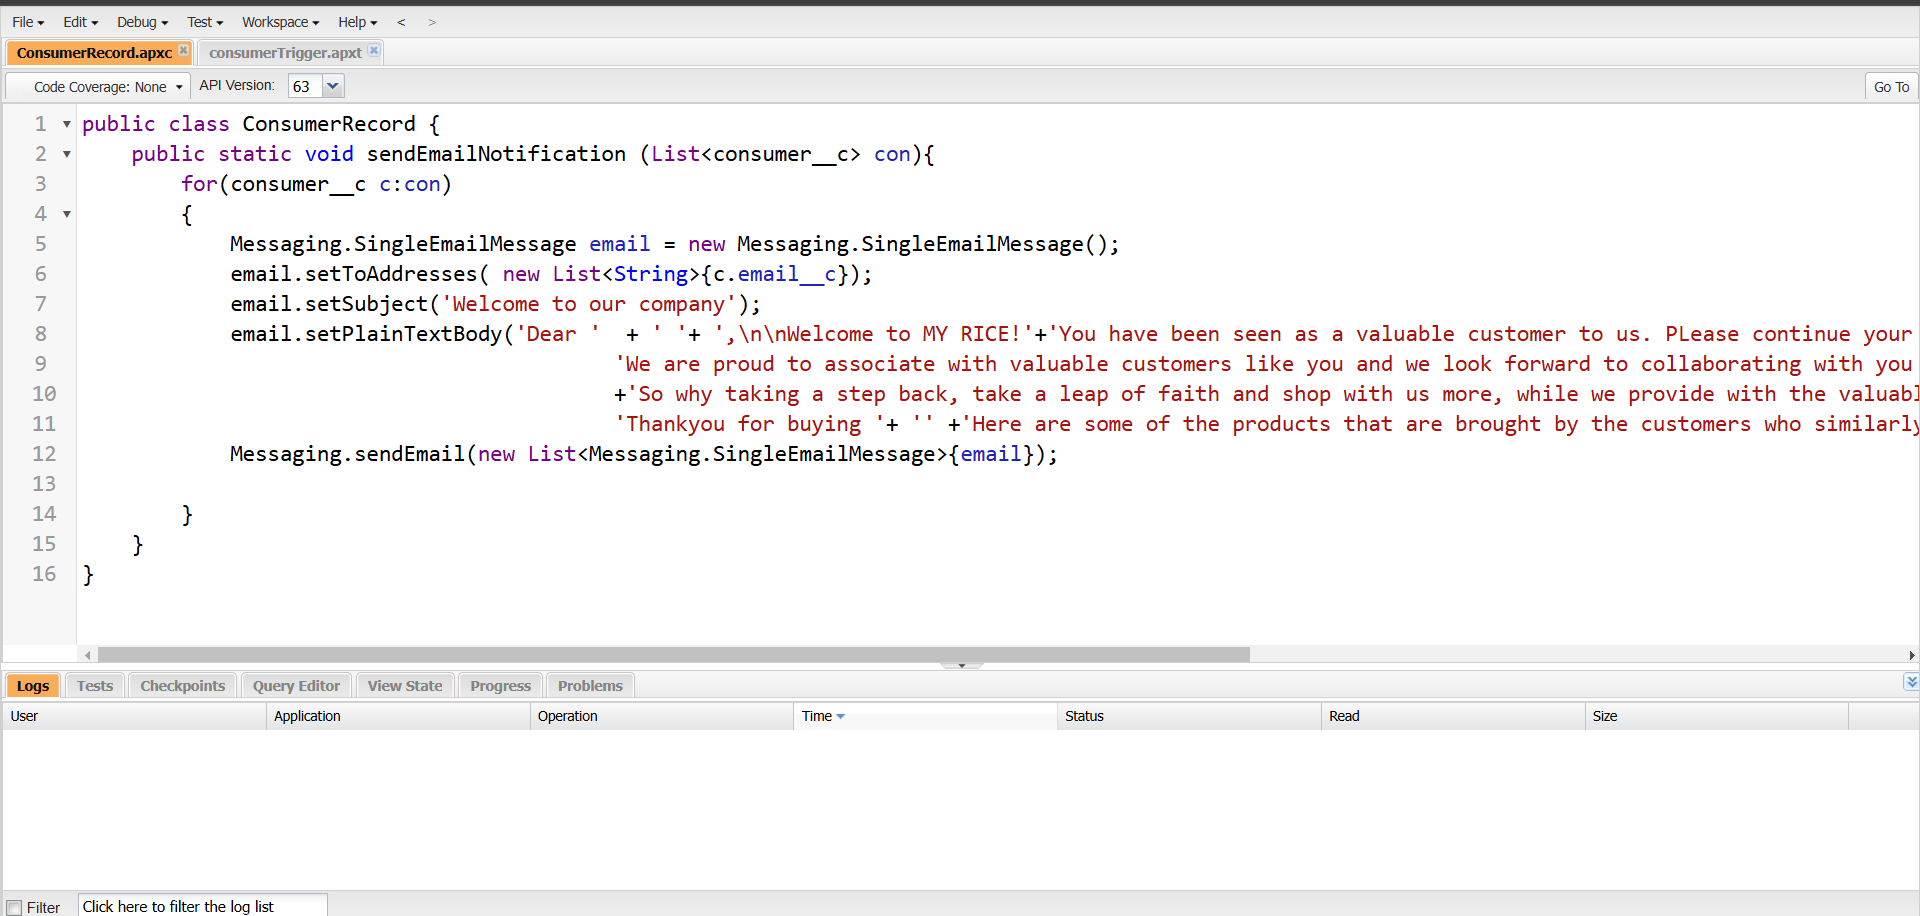 File Edit Debug Test Workspace Help < >
ConsumerRecord.apxc consumerTrigger.apxt
Code Coverage: None API Version: 63 Go To
1 public class ConsumerRecord {
2 public static void sendEmailNotification (List<consumer__c> con){
3 for(consumer__c c:con)
4 {
5 Messaging.SingleEmailMessage email = new Messaging.SingleEmailMessage();
6 email.setToAddresses( new List<String>{c.email__c});
7 email.setSubject('Welcome to our company');
8 email.setPlainTextBody('Dear '  + ' '+ ',\n\nWelcome to MY RICE!'+'You have been seen as a valuable customer to us. PLease continue your
9 'We are proud to associate with valuable customers like you and we look forward to collaborating with you
10 +'So why taking a step back, take a leap of faith and shop with us more, while we provide with the valuabl
11 'Thankyou for buying '+ '' +'Here are some of the products that are brought by the customers who similarly
12 Messaging.sendEmail(new List<Messaging.SingleEmailMessage>{email});
13
14 }
15 }
16 }
Logs Tests Checkpoints Query Editor View State Progress Problems
User Application Operation Time Status Read Size
Filter Click here to filter the log list